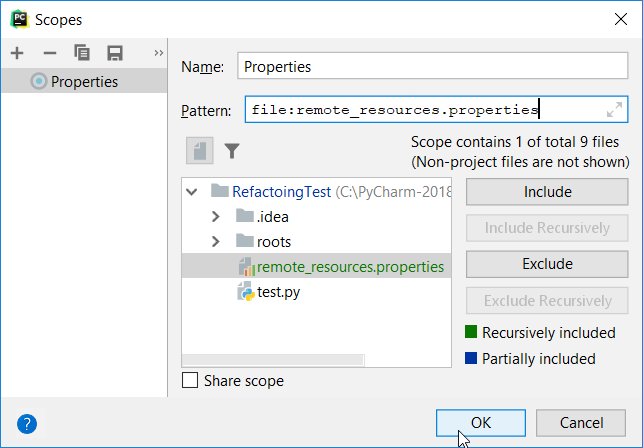 PC Scopes
»
Name: Properties
Properties
Pattern: file:remote_resources.properties
Scope contains 1 of total 9 files
(Non-project files are not shown)
RefactoingTest (C:\PyCharm-2018
Include
.idea
Include Recursively
roots
Exclude
remote_resources.properties
test.py
Exclude Recursively
Recursively included
Partially included
Share scope
? OK Cancel